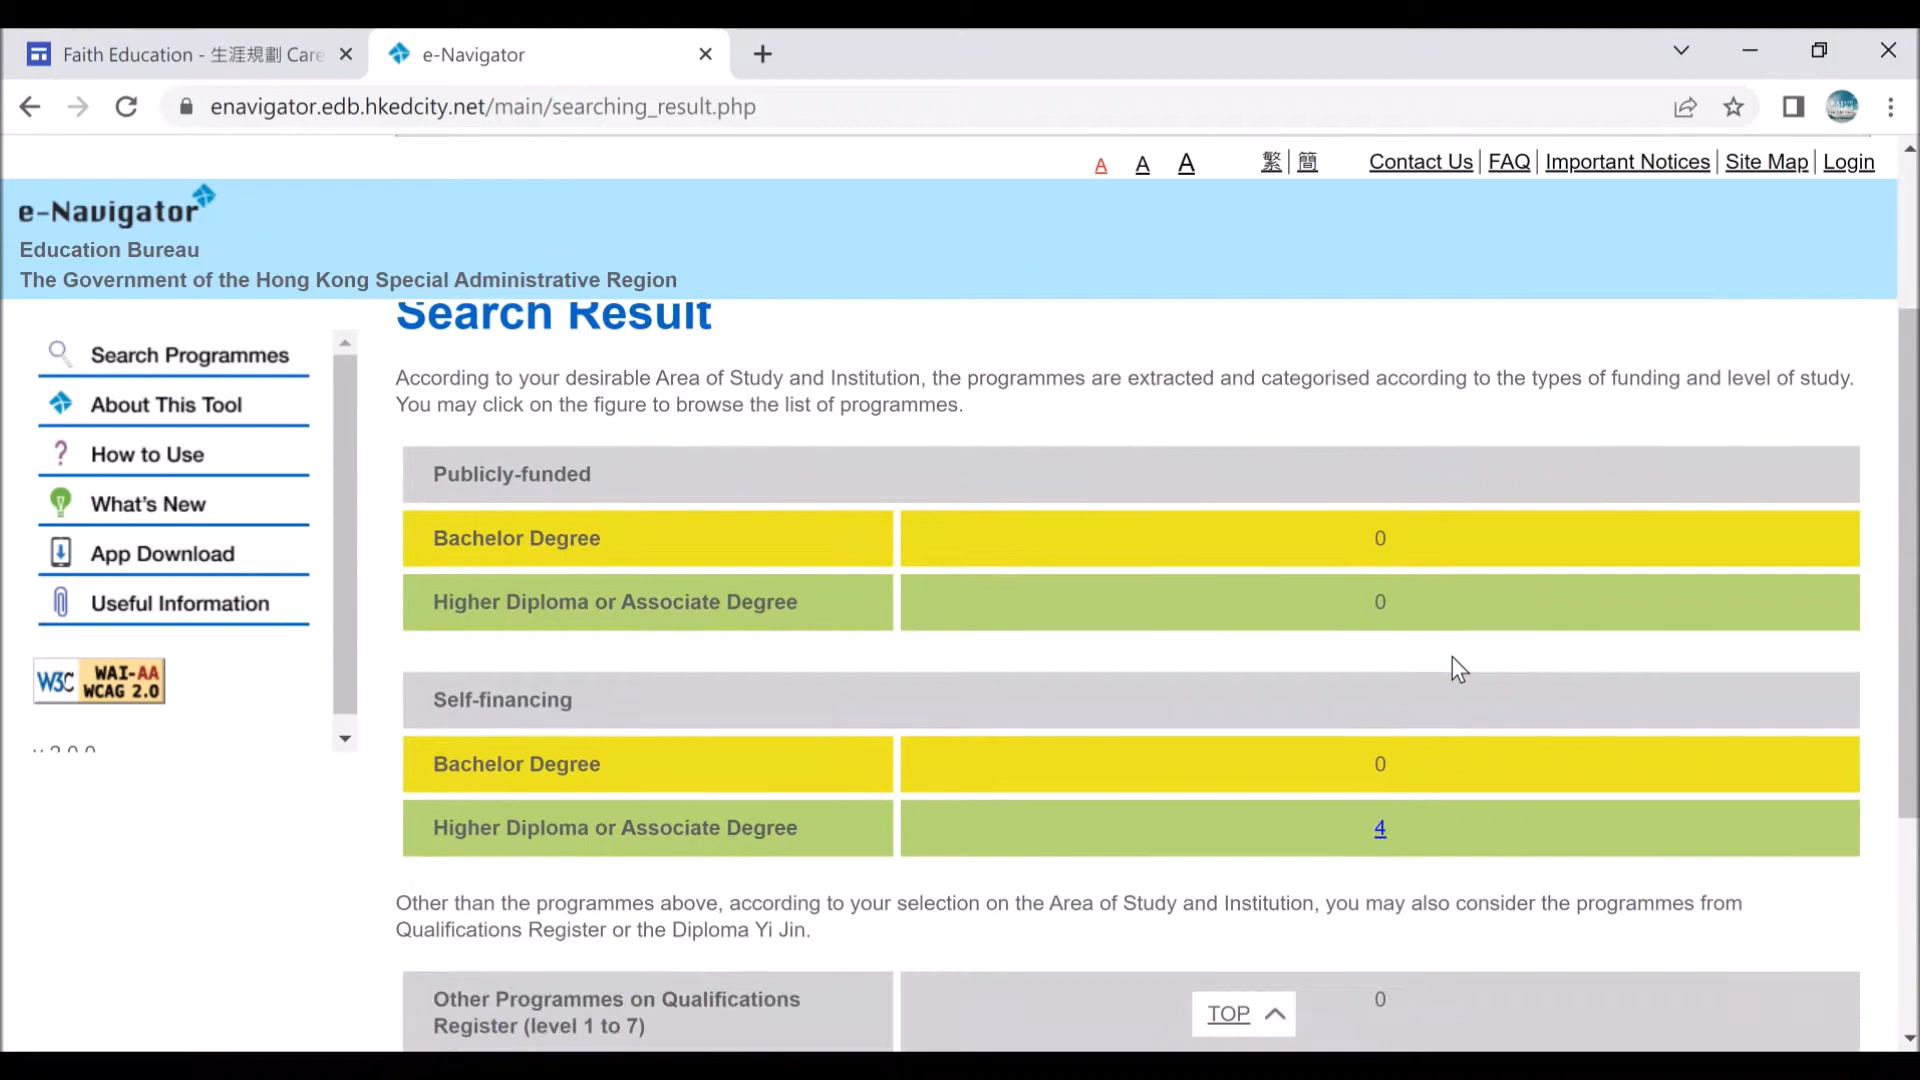 Faith Education - 生涯規劃 Care
e-Navigator
enavigator.edb.hkedcity.net/main/searching_result.php
A A A 繁 簡 Contact Us FAQ Important Notices Site Map Login
e-Navigator
Education Bureau
The Government of the Hong Kong Special Administrative Region
Search Result
Search Programmes
About This Tool
How to Use
What's New
App Download
Useful Information
W3C WAI-AA
WCAG 2.0
v 2.0.0
According to your desirable Area of Study and Institution, the programmes are extracted and categorised according to the types of funding and level of study.
You may click on the figure to browse the list of programmes.
Publicly-funded
Bachelor Degree 0
Higher Diploma or Associate Degree 0
Self-financing
Bachelor Degree 0
Higher Diploma or Associate Degree 4
Other than the programmes above, according to your selection on the Area of Study and Institution, you may also consider the programmes from
Qualifications Register or the Diploma Yi Jin.
Other Programmes on Qualifications 0
Register (level 1 to 7)
TOP